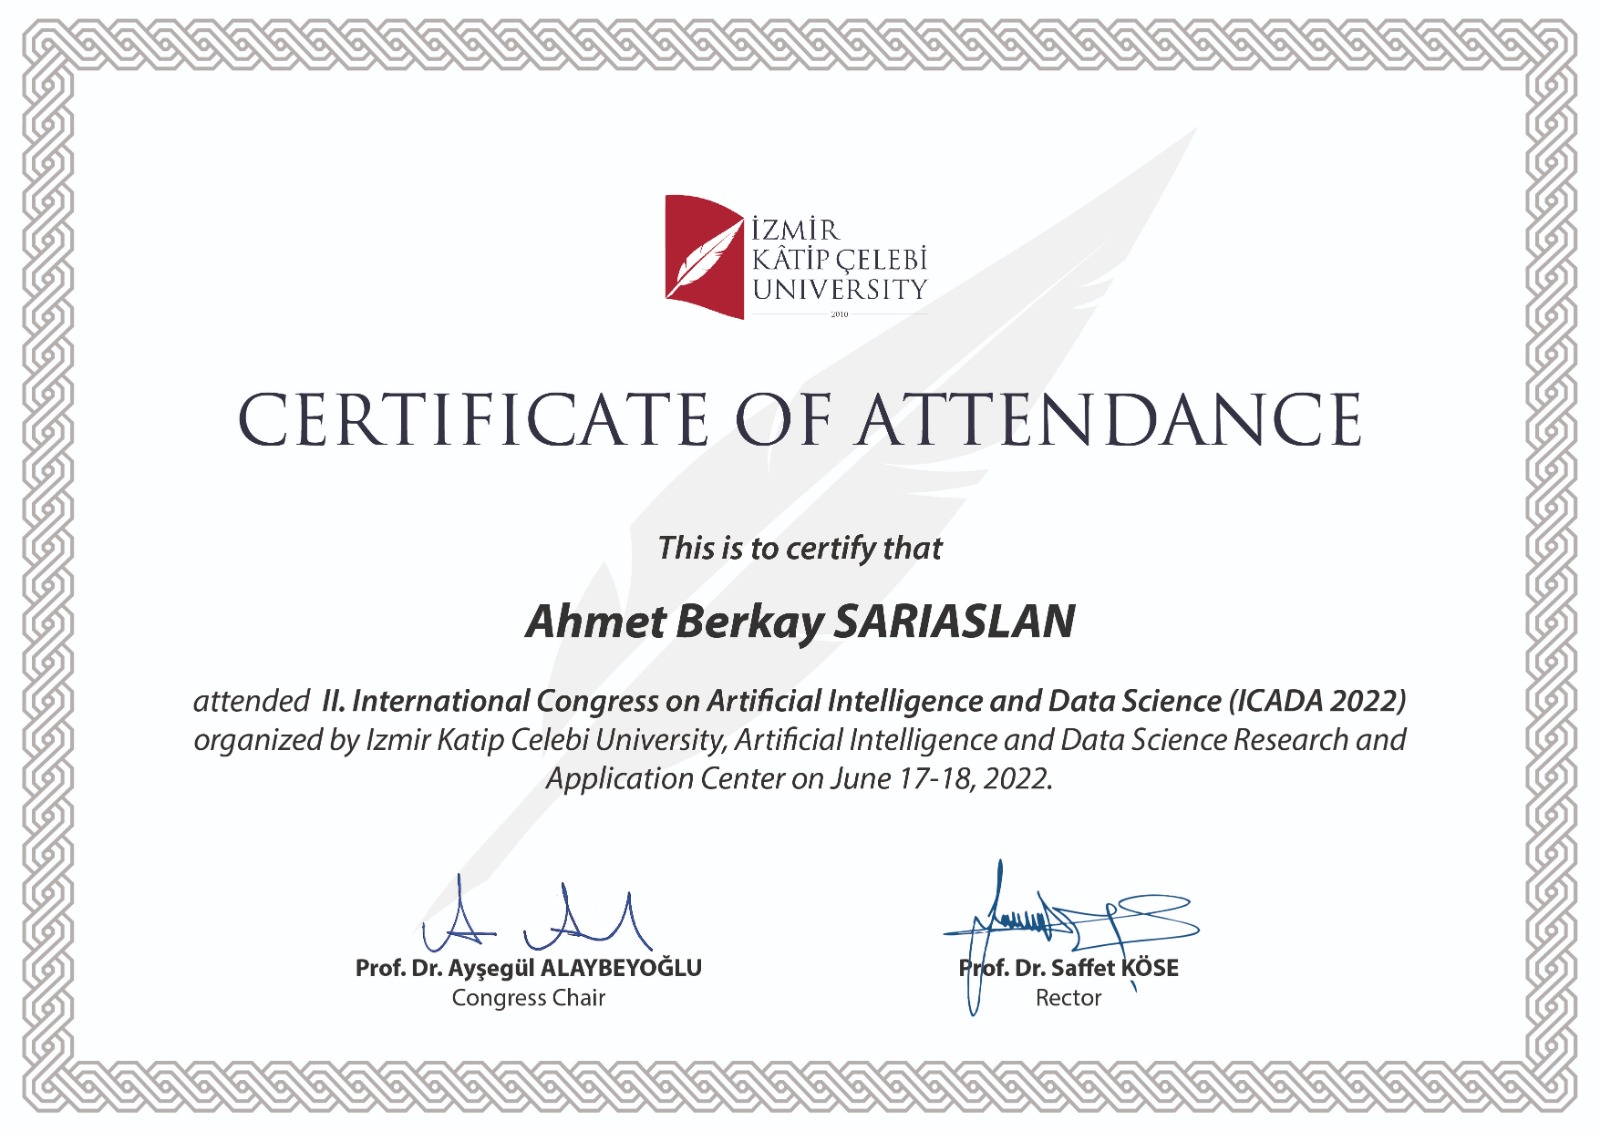 İZMİR
KÂTİP ÇELEBİ
UNIVERSITY
2010
CERTIFICATE OF ATTENDANCE
This is to certify that
Ahmet Berkay SARIASLAN
attended II. International Congress on Artificial Intelligence and Data Science (ICADA 2022)
organized by Izmir Katip Celebi University, Artificial Intelligence and Data Science Research and
Application Center on June 17-18, 2022.
Prof. Dr. Ayşegül ALAYBEYOĞLU
Congress Chair
Prof. Dr. Saffet KÖSE
Rector